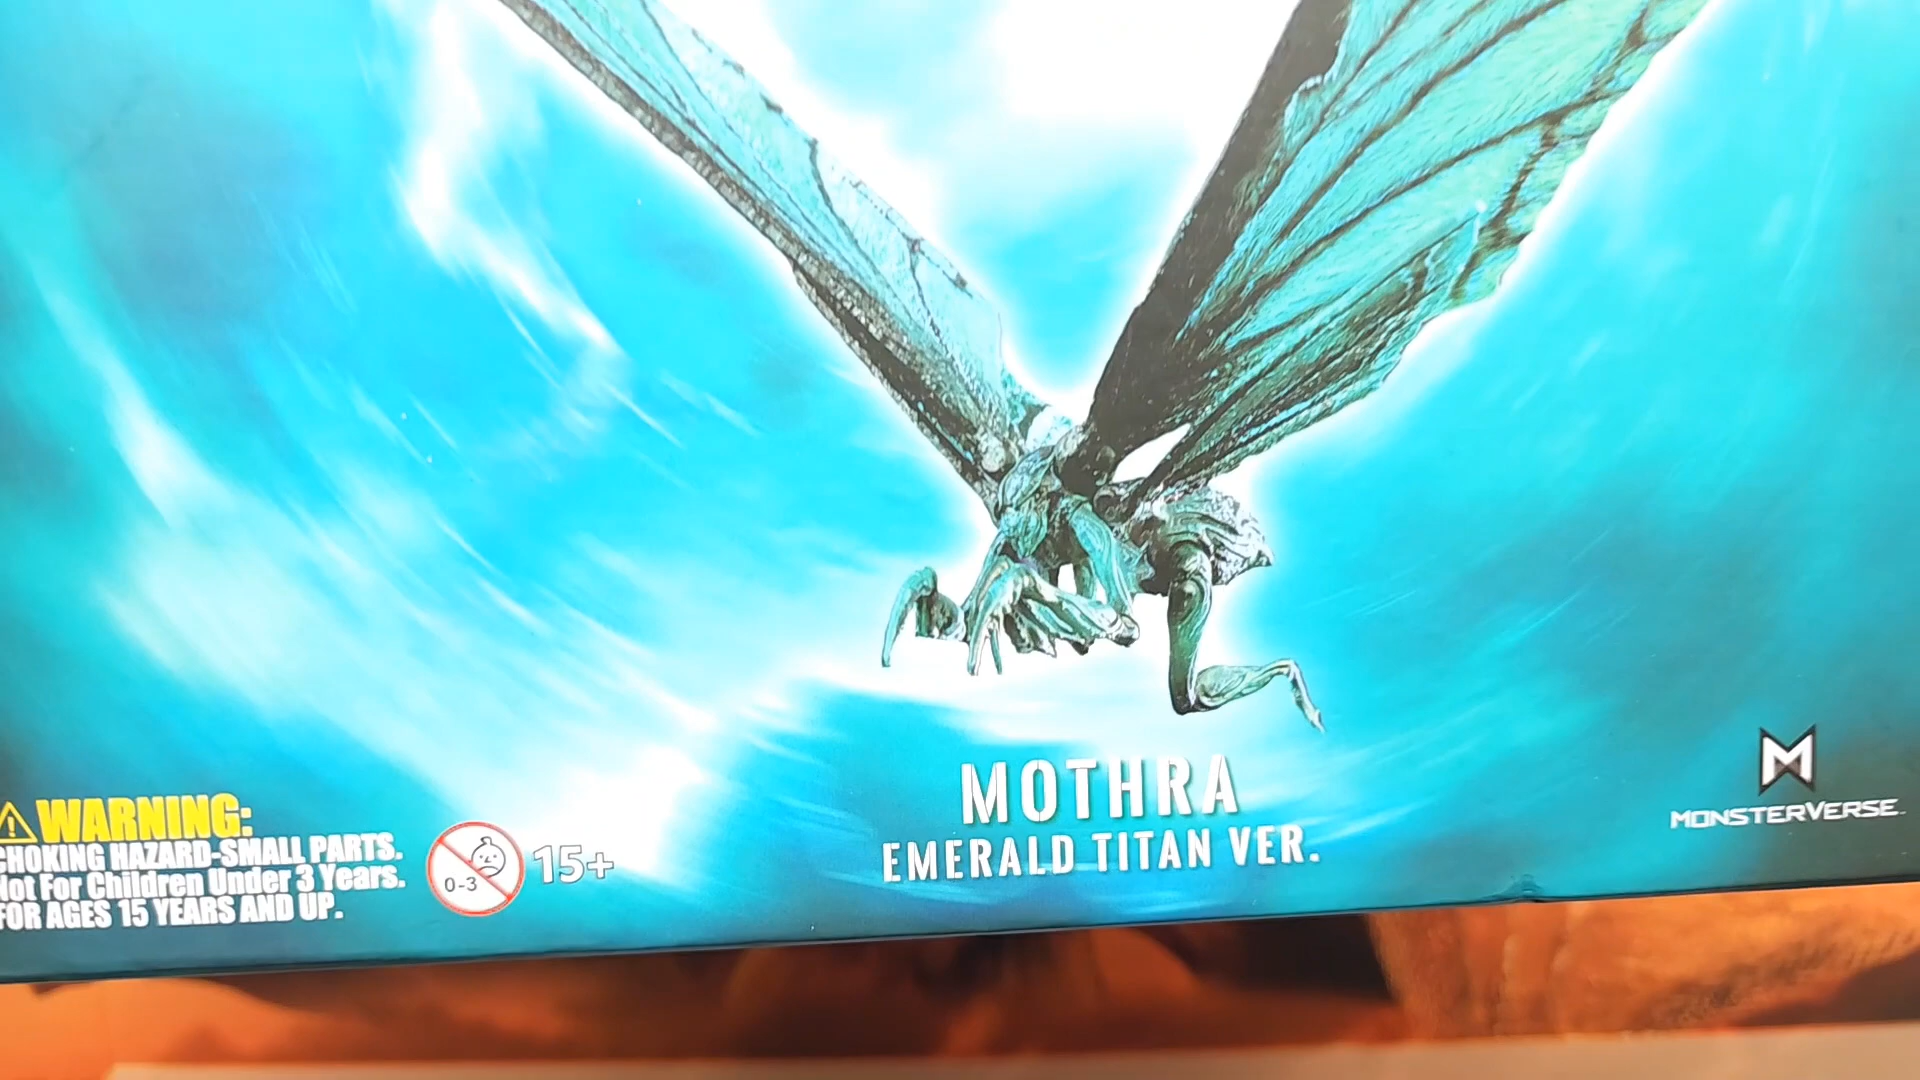 MOTHRA
EMERALD TITAN VER.
WARNING:
CHOKING HAZARD-SMALL PARTS.
Not For Children Under 3 Years.
FOR AGES 15 YEARS AND UP.
0-3
15+
M
MONSTERVERSE